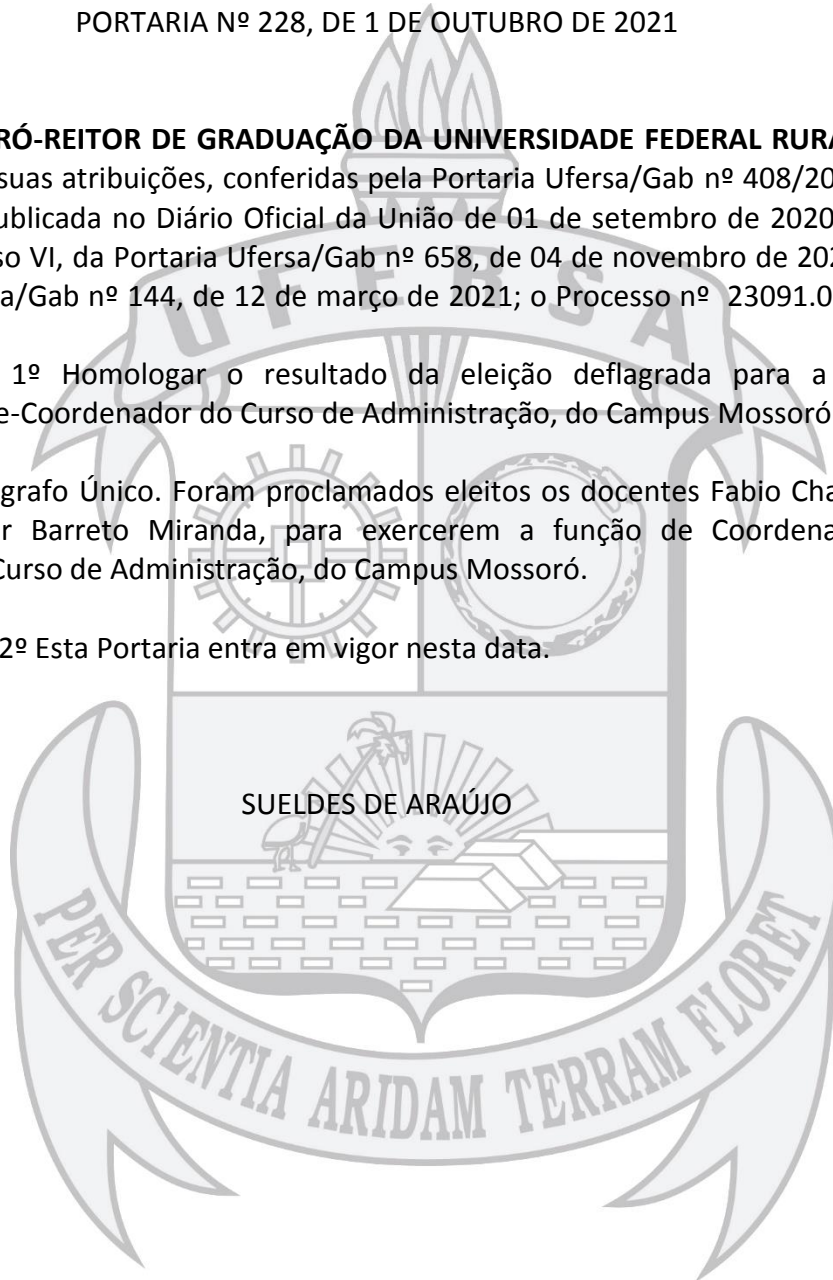 PORTARIA Nº 228, DE 1 DE OUTUBRO DE 2021
RÓ-REITOR DE GRADUAÇÃO DA UNIVERSIDADE FEDERAL RURA
suas atribuições, conferidas pela Portaria Ufersa/Gab nº 408/20
ublicada no Diário Oficial da União de 01 de setembro de 2020
so VI, da Portaria Ufersa/Gab nº 658, de 04 de novembro de 202
a/Gab nº 144, de 12 de março de 2021; o Processo nº 23091.0
1º Homologar o resultado da eleição deflagrada para a
e-Coordenador do Curso de Administração, do Campus Mossoró
grafo Único. Foram proclamados eleitos os docentes Fabio Cha
r Barreto Miranda, para exercerem a função de Coordena
Curso de Administração, do Campus Mossoró.
2º Esta Portaria entra em vigor nesta data.
SUELDES DE ARAÚJO
UFERSA
PER SCIENTIA ARIDAM TERRAM FLORET